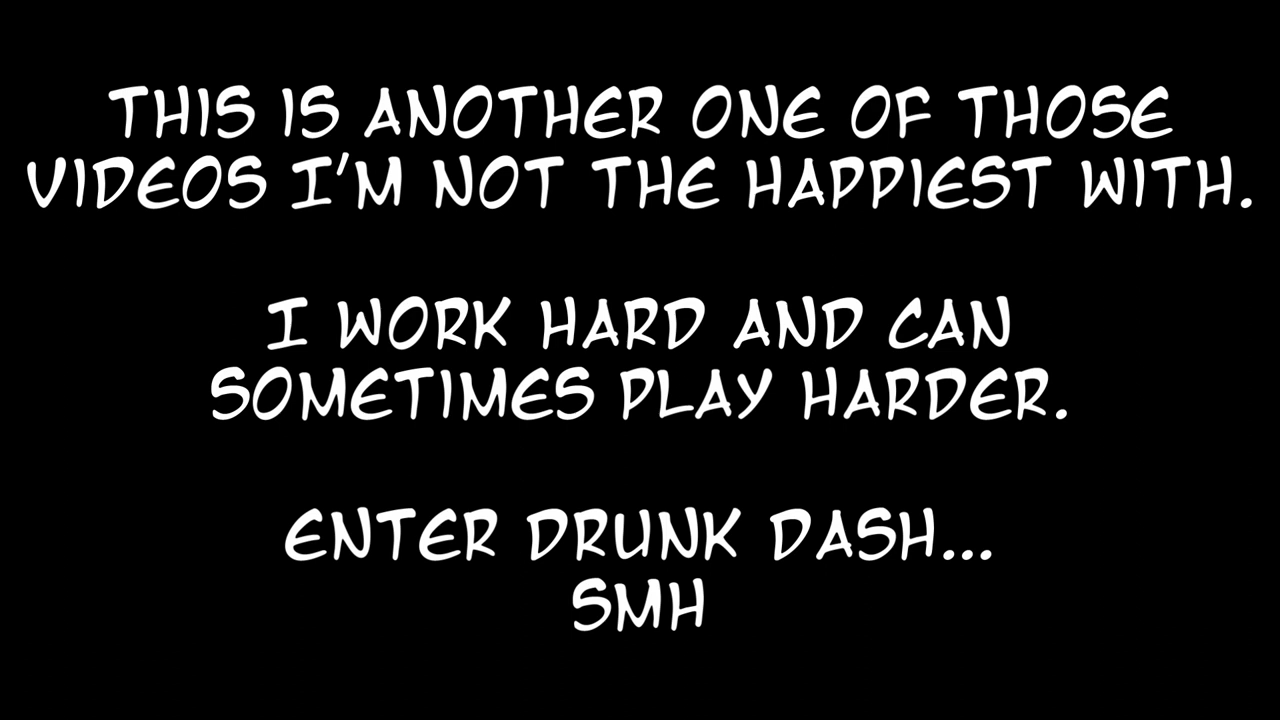 THIS IS ANOTHER ONE OF THOSE
VIDEOS I'M NOT THE HAPPIEST WITH.
I WORK HARD AND CAN
SOMETIMES PLAY HARDER.
ENTER DRUNK DASH...
SMH